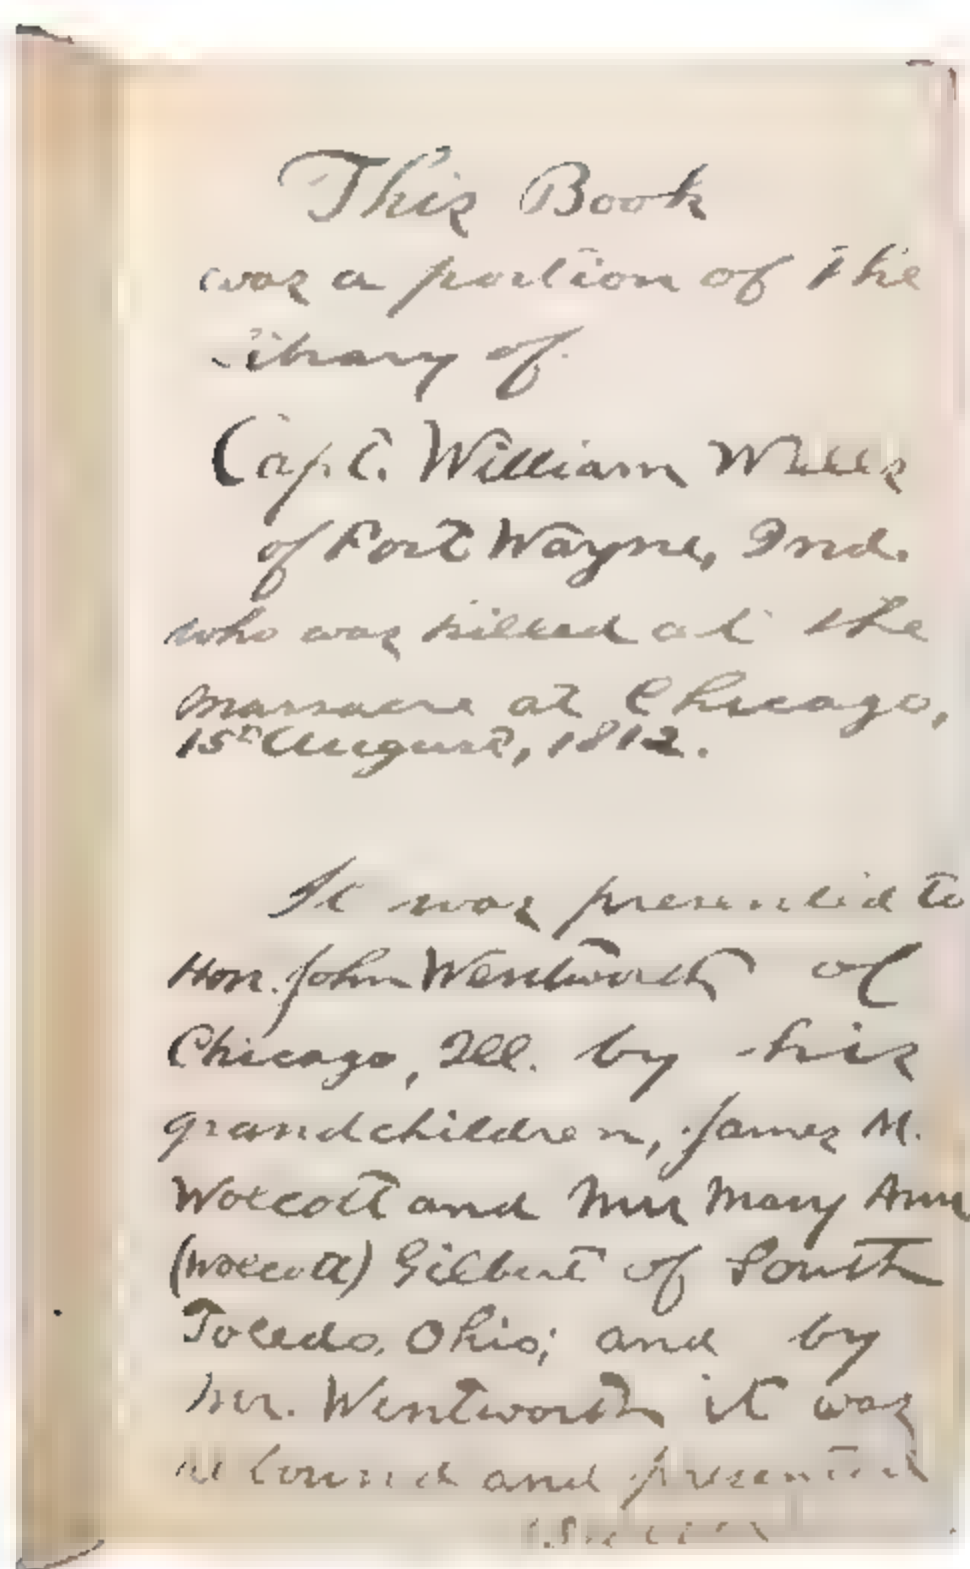 This Book
was a portion of the
Library of
Capt. William Wells
of Fort Wayne, Ind.
who was killed at the
massacre at Chicago,
15th August, 1812.
It was presented to
Hon. John Wentworth of
Chicago, Ill. by his
grandchildren, James M.
Wolcott and Mrs Mary Ann
(Wolcott) Gilbert of South
Toledo, Ohio; and by
Mr. Wentworth it was
rebound and presented